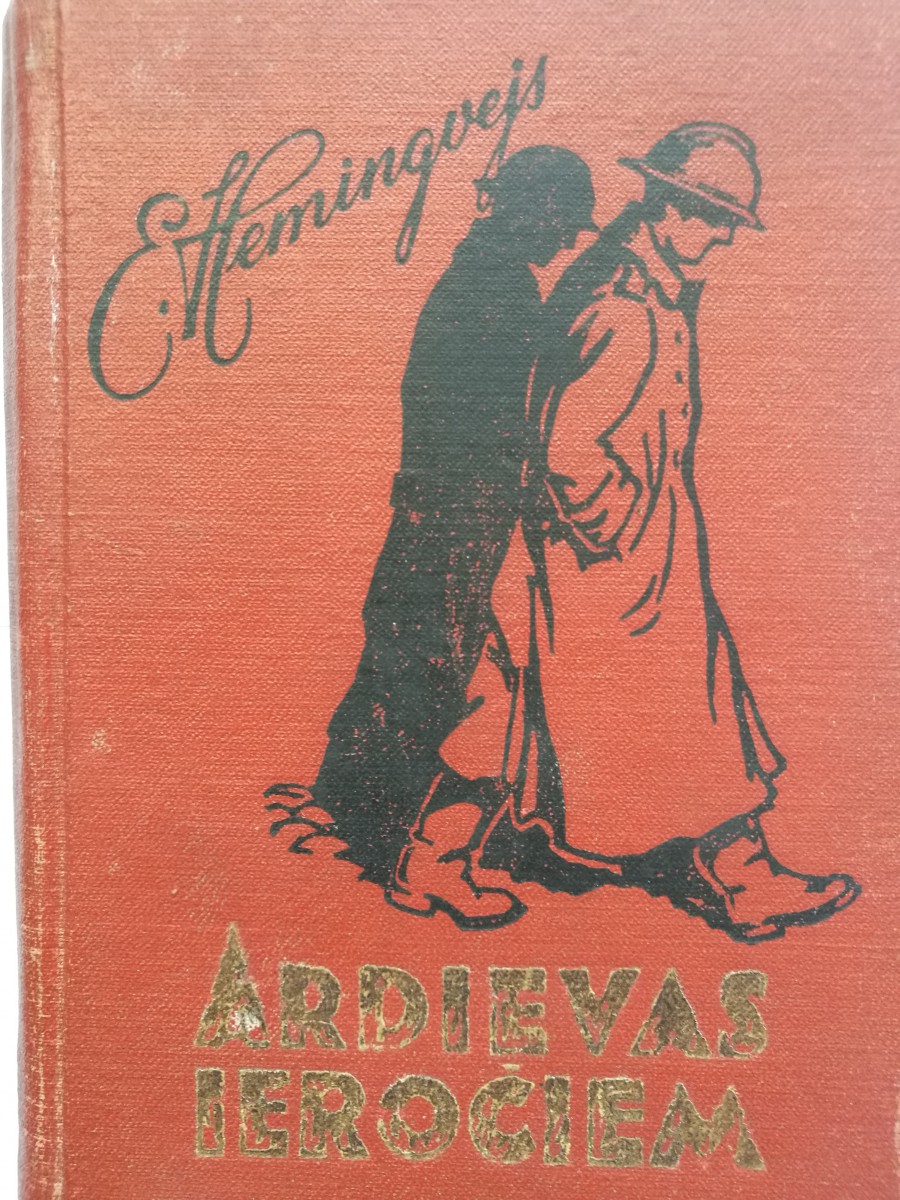 E. Hemingvejs
ARDIEVAS
IEROČIEM